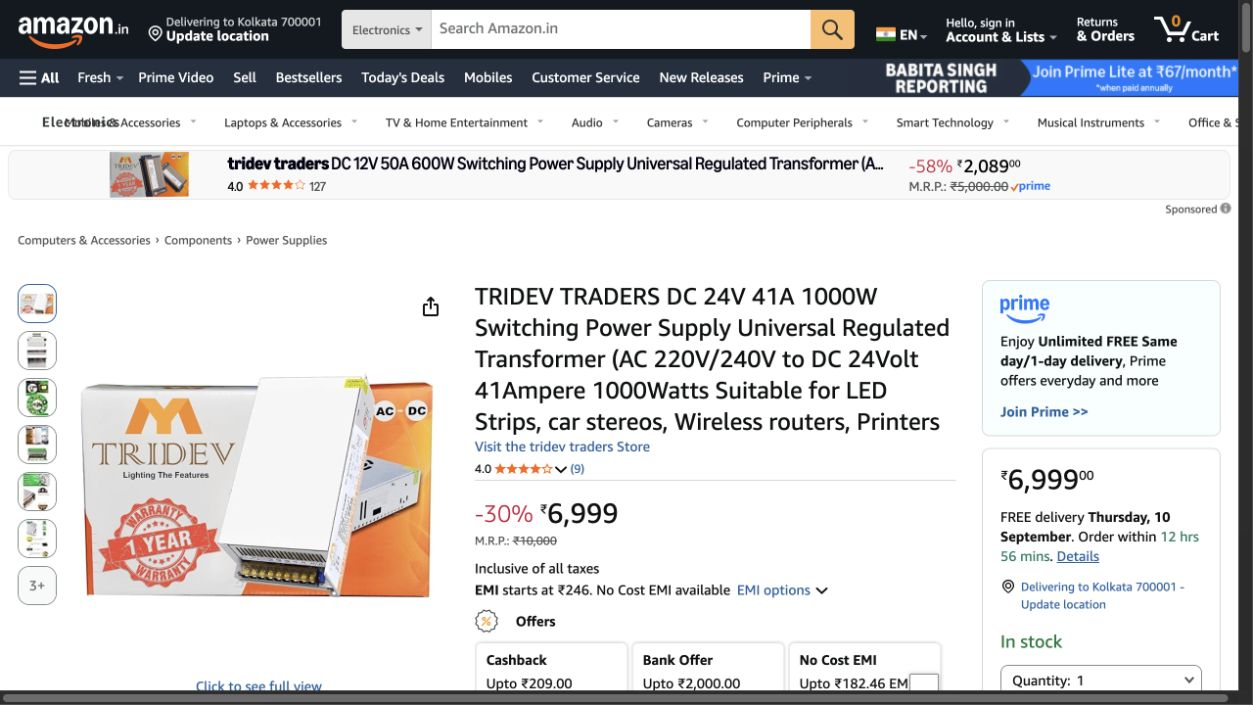 amazon.in
Delivering to Kolkata 700001
Update location
Electronics
Search Amazon.in
EN
Hello, sign in
Account & Lists
Returns
& Orders
0
Cart
All
Fresh
Prime Video
Sell
Bestsellers
Today's Deals
Mobiles
Customer Service
New Releases
Prime
BABITA SINGH
REPORTING
Join Prime Lite at ₹67/month*
*when paid annually
Electronics
Mobiles & Accessories
Laptops & Accessories
TV & Home Entertainment
Audio
Cameras
Computer Peripherals
Smart Technology
Musical Instruments
Office & S
tridev traders DC 12V 50A 600W Switching Power Supply Universal Regulated Transformer (A...
4.0
127
-58% ₹2,089⁰⁰
M.R.P.: ₹5,000.00 prime
Sponsored
Computers & Accessories › Components › Power Supplies
TRIDEV TRADERS DC 24V 41A 1000W
Switching Power Supply Universal Regulated
Transformer (AC 220V/240V to DC 24Volt
41Ampere 1000Watts Suitable for LED
Strips, car stereos, Wireless routers, Printers
Visit the tridev traders Store
4.0
(9)
-30% ₹6,999
M.R.P.: ₹10,000
Inclusive of all taxes
EMI starts at ₹246. No Cost EMI available EMI options
Offers
Cashback
Upto ₹209.00
Bank Offer
Upto ₹2,000.00
No Cost EMI
Upto ₹182.46 EM
AC - DC
TRIDEV
Lighting The Features
WARRANTY
1 YEAR
WARRANTY
3+
Click to see full view
prime
Enjoy Unlimited FREE Same
day/1-day delivery, Prime
offers everyday and more
Join Prime >>
₹6,999⁰⁰
FREE delivery Thursday, 10
September. Order within 12 hrs
56 mins. Details
Delivering to Kolkata 700001 -
Update location
In stock
Quantity: 1